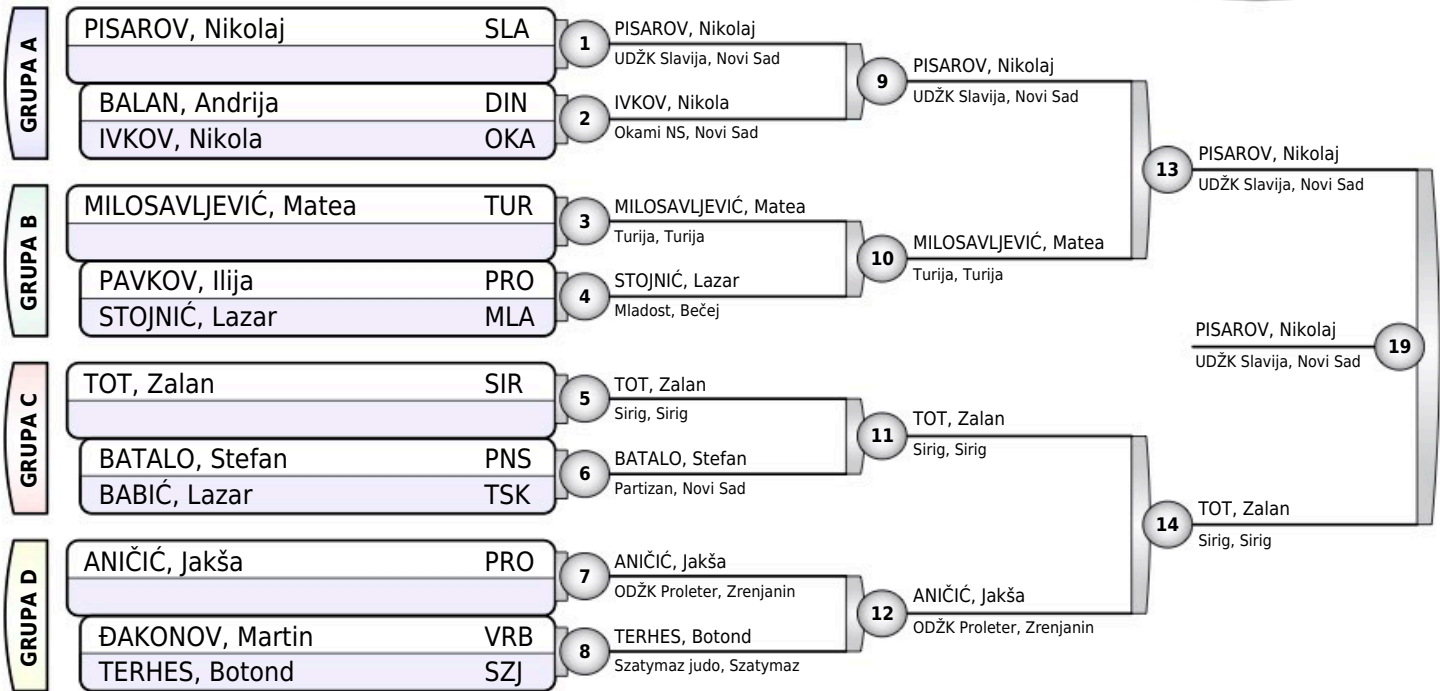 GRUPA A
PISAROV, Nikolaj SLA
BALAN, Andrija DIN
IVKOV, Nikola OKA
GRUPA B
MILOSAVLJEVIĆ, Matea TUR
PAVKOV, Ilija PRO
STOJNIĆ, Lazar MLA
GRUPA C
TOT, Zalan SIR
BATALO, Stefan PNS
BABIĆ, Lazar TSK
GRUPA D
ANIČIĆ, Jakša PRO
ĐAKONOV, Martin VRB
TERHES, Botond SZJ
1
PISAROV, Nikolaj
UDŽK Slavija, Novi Sad
2
IVKOV, Nikola
Okami NS, Novi Sad
3
MILOSAVLJEVIĆ, Matea
Turija, Turija
4
STOJNIĆ, Lazar
Mladost, Bečej
5
TOT, Zalan
Sirig, Sirig
6
BATALO, Stefan
Partizan, Novi Sad
7
ANIČIĆ, Jakša
ODŽK Proleter, Zrenjanin
8
TERHES, Botond
Szatymaz judo, Szatymaz
9
PISAROV, Nikolaj
UDŽK Slavija, Novi Sad
10
MILOSAVLJEVIĆ, Matea
Turija, Turija
11
TOT, Zalan
Sirig, Sirig
12
ANIČIĆ, Jakša
ODŽK Proleter, Zrenjanin
13
PISAROV, Nikolaj
UDŽK Slavija, Novi Sad
14
TOT, Zalan
Sirig, Sirig
PISAROV, Nikolaj
UDŽK Slavija, Novi Sad
19